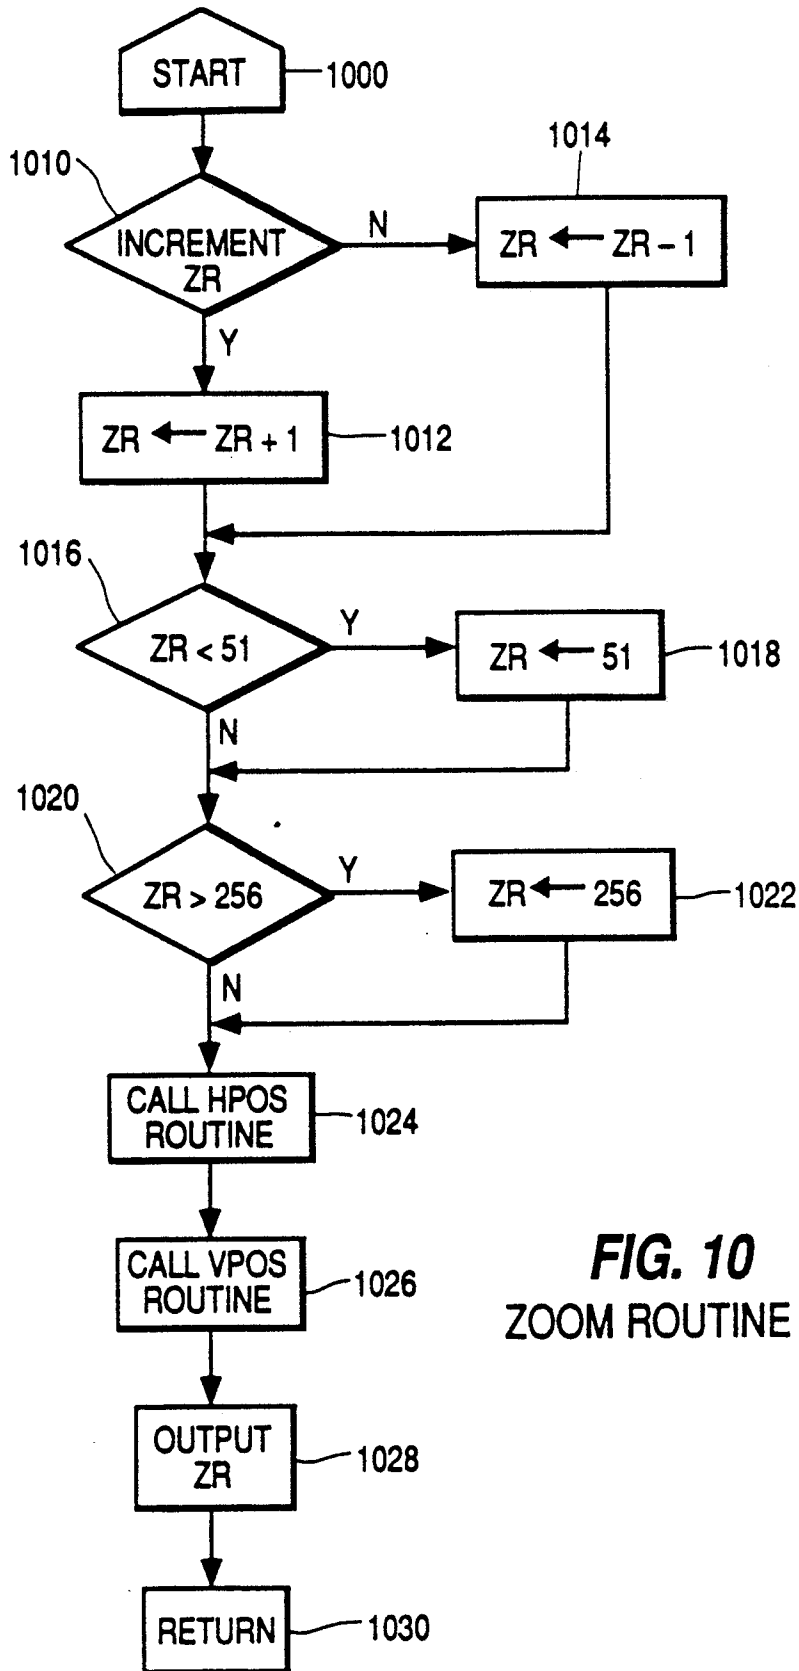 START
1000
1010
INCREMENT
ZR
N
1014
ZR ← ZR – 1
Y
ZR ← ZR + 1
1012
1016
ZR < 51
Y
ZR ← 51
1018
N
1020
ZR > 256
Y
ZR ← 256
1022
N
CALL HPOS
ROUTINE
1024
CALL VPOS
ROUTINE
1026
OUTPUT
ZR
1028
RETURN
1030
FIG. 10
ZOOM ROUTINE